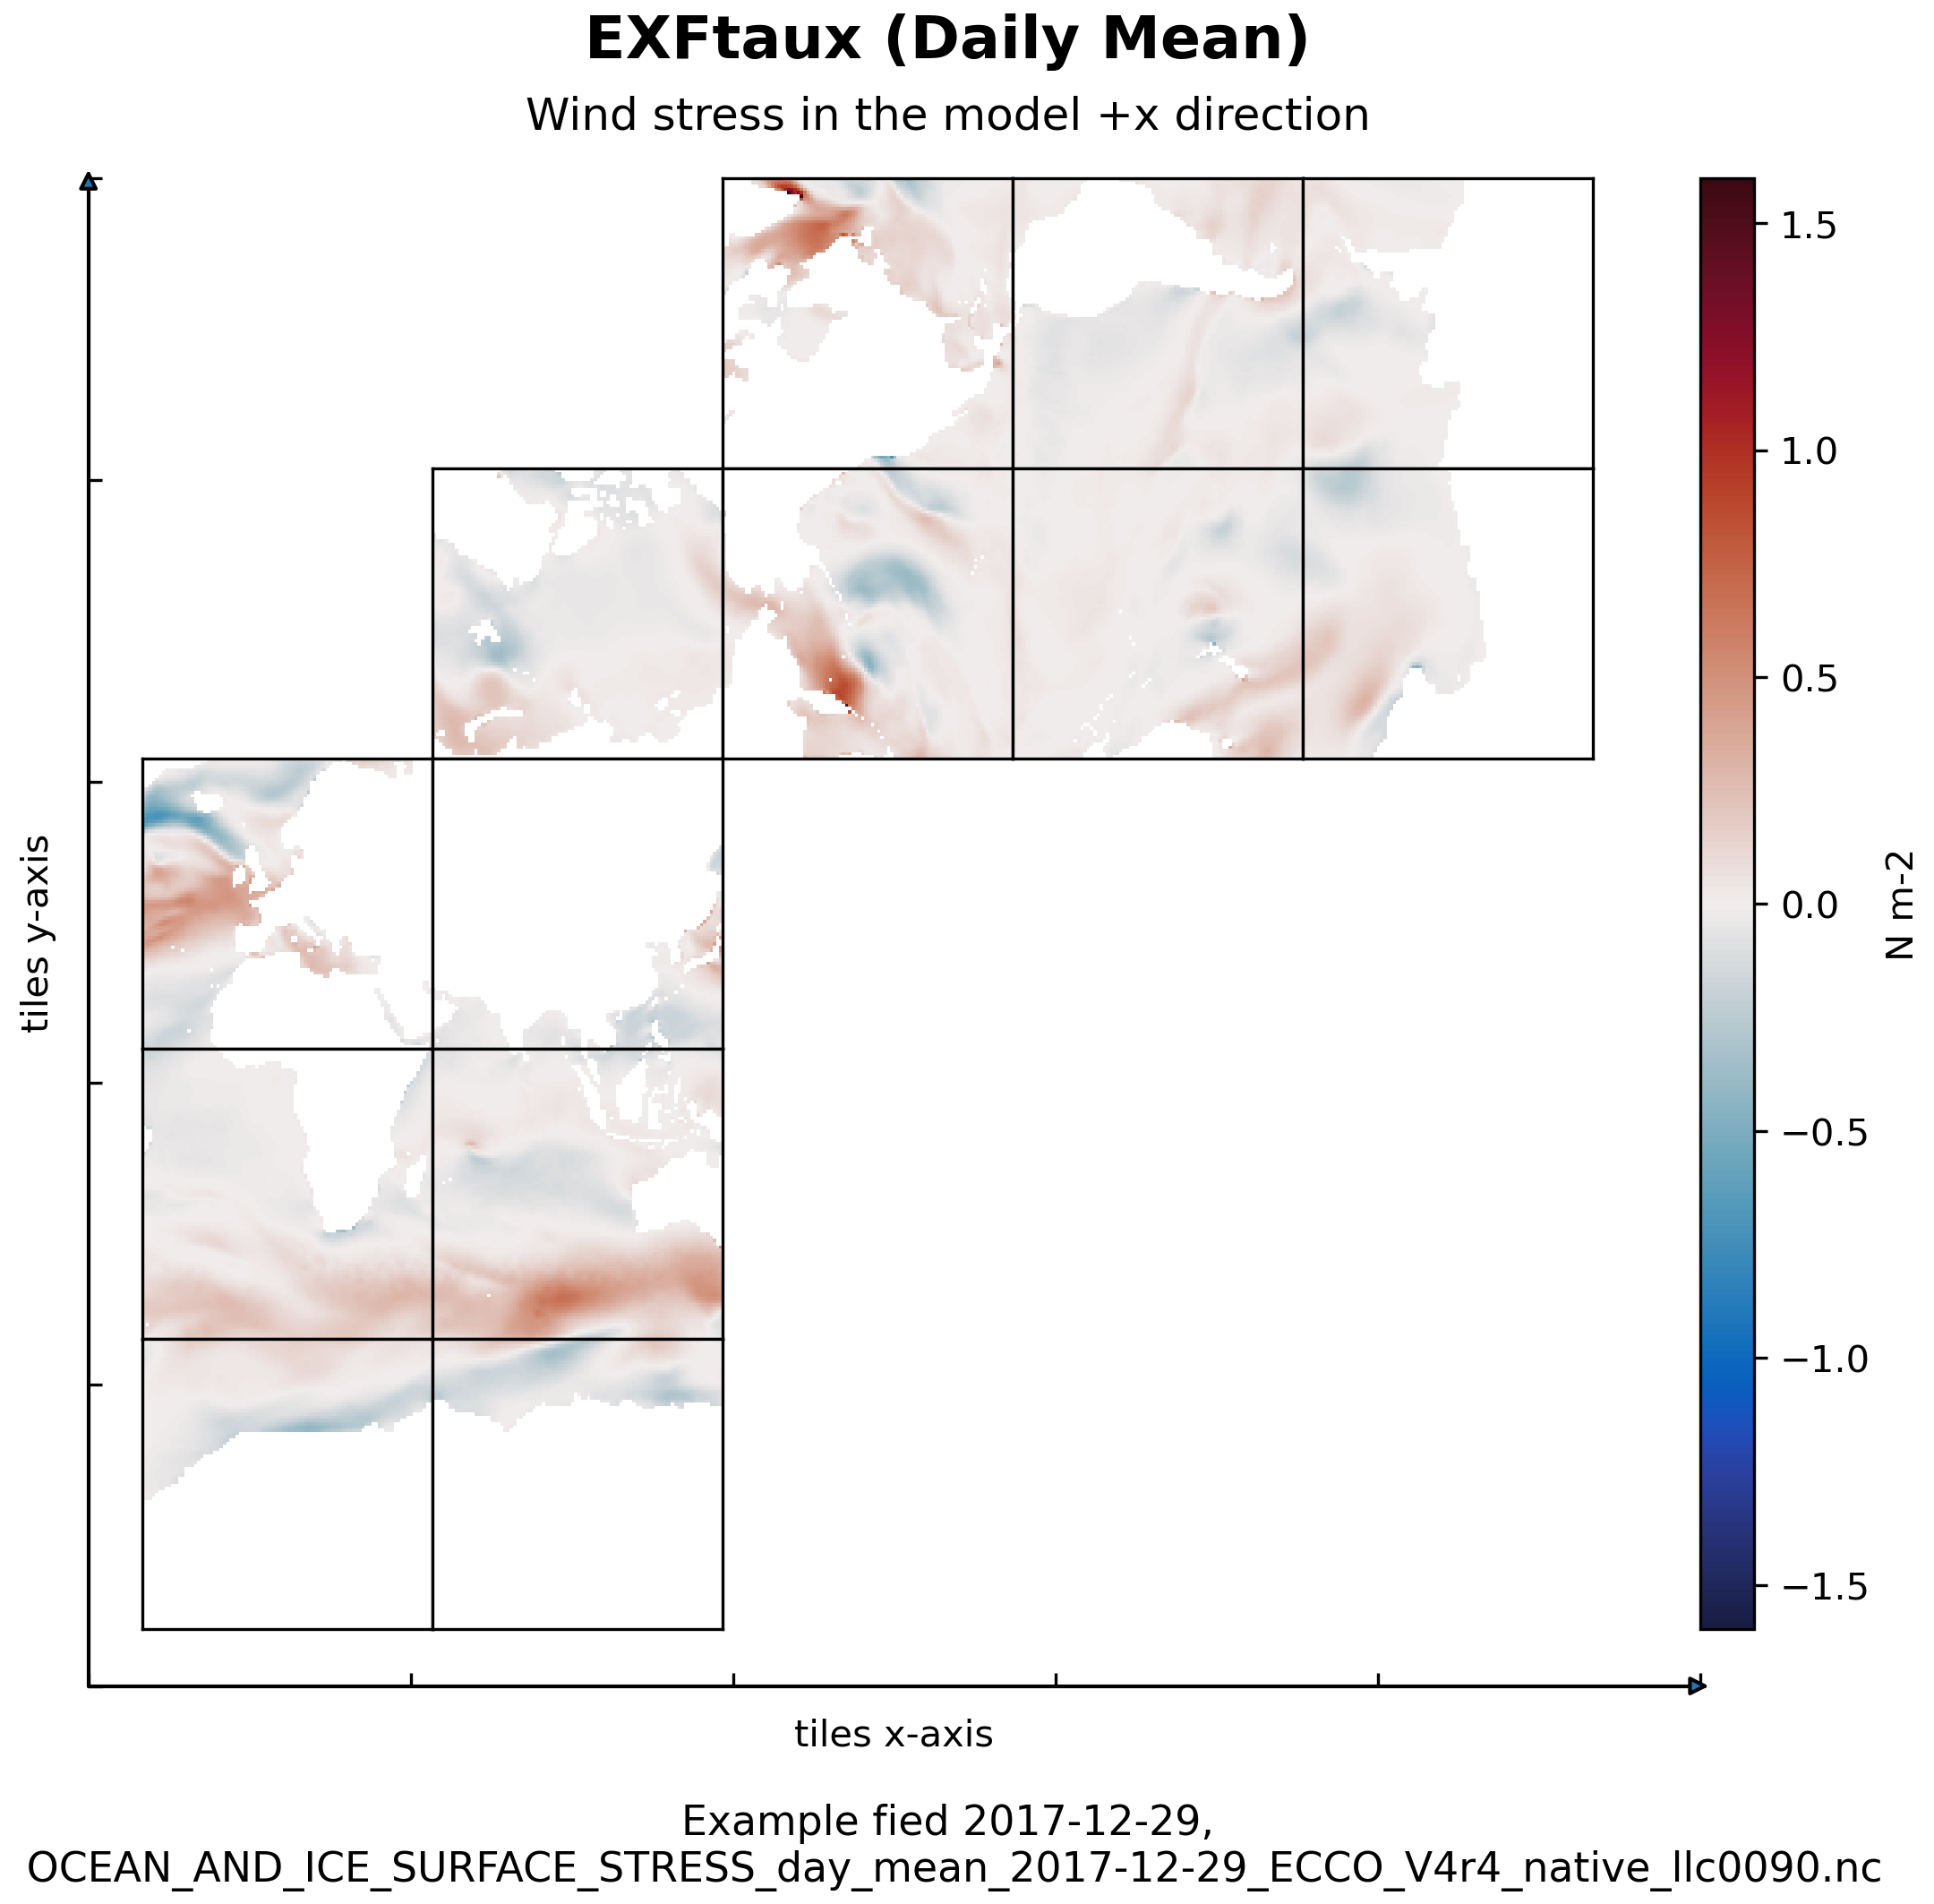 EXFtaux (Daily Mean)
Wind stress in the model +x direction
1.5
1.0
0.5
0.0
−0.5
−1.0
−1.5
N m-2
tiles y-axis
tiles x-axis
Example fied 2017-12-29,
OCEAN_AND_ICE_SURFACE_STRESS_day_mean_2017-12-29_ECCO_V4r4_native_llc0090.nc